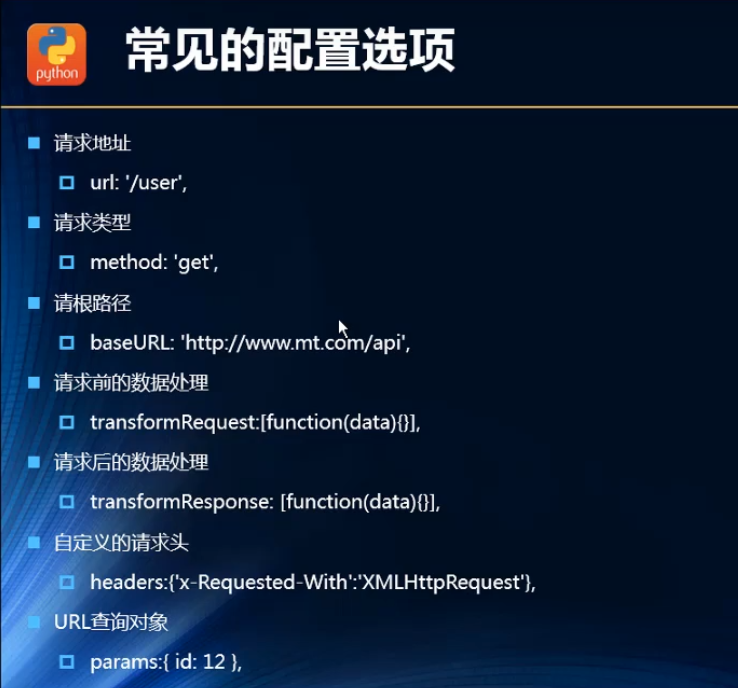 python
常见的配置选项
请求地址
url: '/user',
请求类型
method: 'get',
请根路径
baseURL: 'http://www.mt.com/api',
请求前的数据处理
transformRequest:[function(data){}],
请求后的数据处理
transformResponse: [function(data){}],
自定义的请求头
headers:{'x-Requested-With':'XMLHttpRequest'},
URL查询对象
params:{ id: 12 },